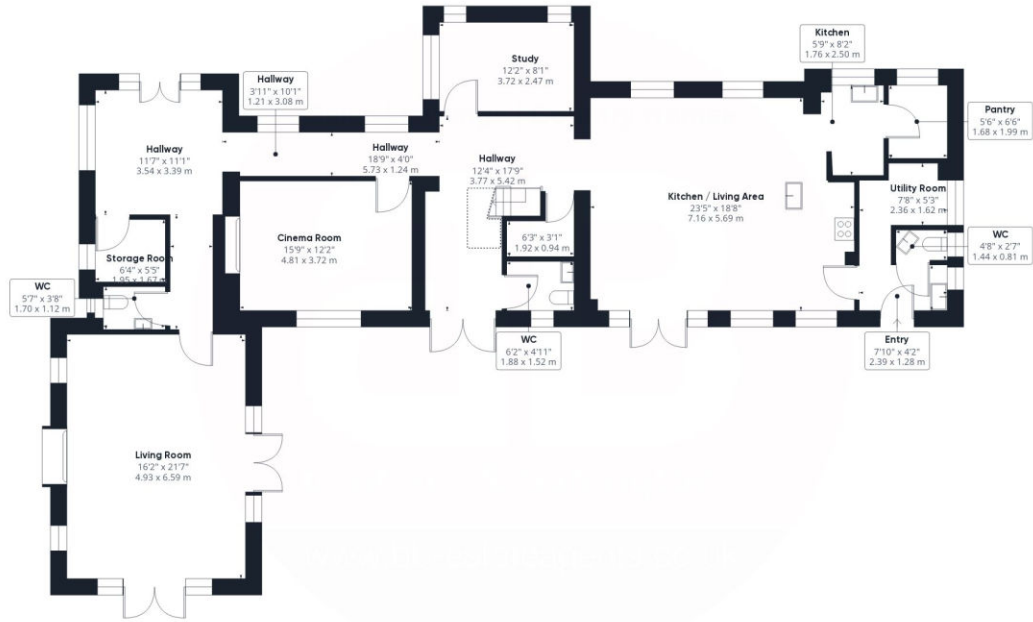 Kitchen
5'9" x 8'2"
1.76 x 2.50 m
Study
12'2" x 8'1"
3.72 x 2.47 m
Hallway
3'11" x 10'1"
1.21 x 3.08 m
Pantry
5'6" x 6'6"
1.68 x 1.99 m
Hallway
11'7" x 11'1"
3.54 x 3.39 m
Hallway
18'9" x 4'0"
5.73 x 1.24 m
Hallway
12'4" x 17'9"
3.77 x 5.42 m
Kitchen / Living Area
23'5" x 18'8"
7.16 x 5.69 m
Utility Room
7'8" x 5'3"
2.36 x 1.62 m
Cinema Room
15'9" x 12'2"
4.81 x 3.72 m
6'3" x 3'1"
1.92 x 0.94 m
WC
4'8" x 2'7"
1.44 x 0.81 m
Storage Room
6'4" x 5'5"
1.95 x 1.67 m
WC
5'7" x 3'8"
1.70 x 1.12 m
WC
6'2" x 4'11"
1.88 x 1.52 m
Entry
7'10" x 4'2"
2.39 x 1.28 m
Living Room
16'2" x 21'7"
4.93 x 6.59 m